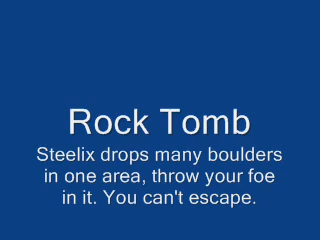 Rock Tomb
Steelix drops many boulders
in one area, throw your foe
in it. You can't escape.